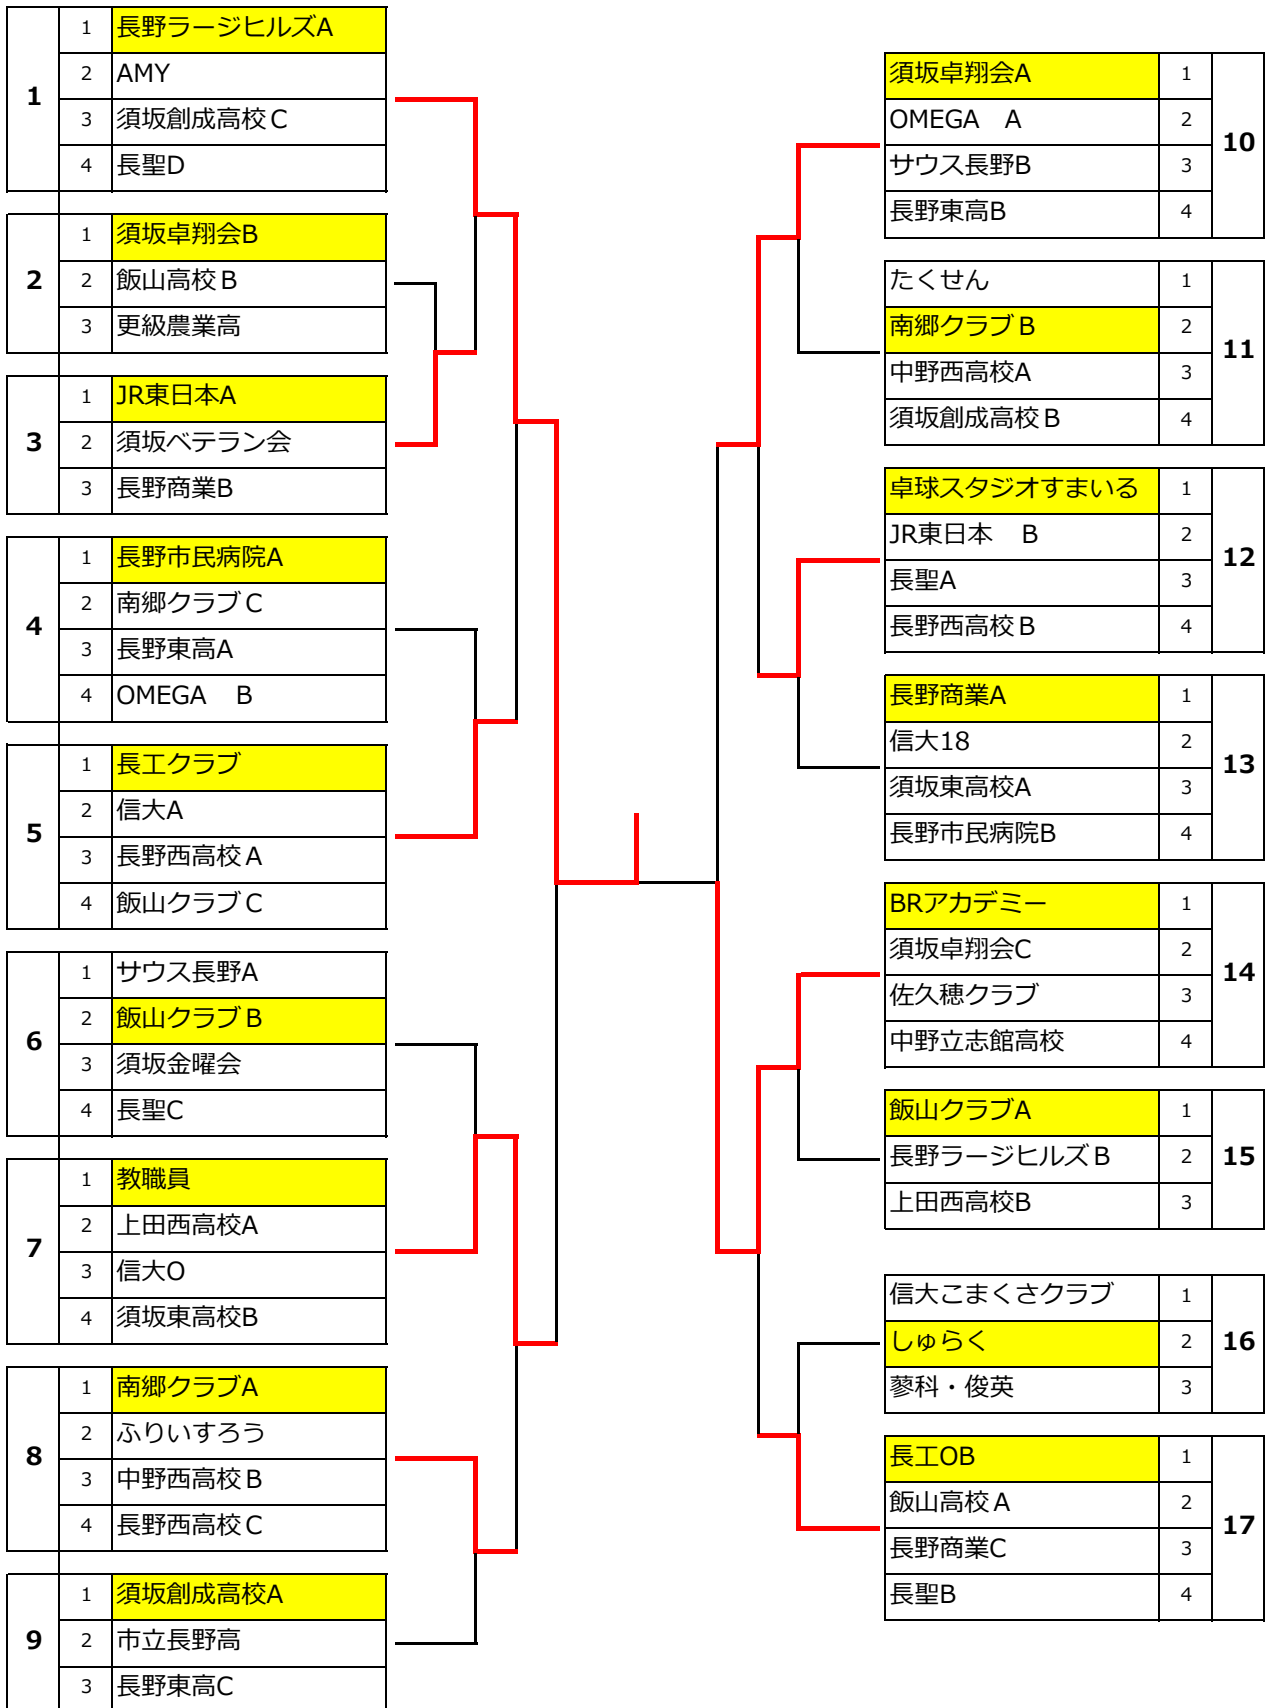 1
1 長野ラージヒルズA
2 AMY
3 須坂創成高校C
4 長聖D
2
1 須坂卓翔会B
2 飯山高校B
3 更級農業高
3
1 JR東日本A
2 須坂ベテラン会
3 長野商業B
4
1 長野市民病院A
2 南郷クラブC
3 長野東高A
4 OMEGA　B
5
1 長工クラブ
2 信大A
3 長野西高校A
4 飯山クラブC
6
1 サウス長野A
2 飯山クラブB
3 須坂金曜会
4 長聖C
7
1 教職員
2 上田西高校A
3 信大O
4 須坂東高校B
8
1 南郷クラブA
2 ふりいすろう
3 中野西高校B
4 長野西高校C
9
1 須坂創成高校A
2 市立長野高
3 長野東高C
須坂卓翔会A 1
OMEGA　A 2
サウス長野B 3
長野東高B 4
10
たくせん 1
南郷クラブB 2
中野西高校A 3
須坂創成高校B 4
11
卓球スタジオすまいる 1
JR東日本　B 2
長聖A 3
長野西高校B 4
12
長野商業A 1
信大18 2
須坂東高校A 3
長野市民病院B 4
13
BRアカデミー 1
須坂卓翔会C 2
佐久穂クラブ 3
中野立志館高校 4
14
飯山クラブA 1
長野ラージヒルズB 2
上田西高校B 3
15
信大こまくさクラブ 1
しゅらく 2
蓼科・俊英 3
16
長工OB 1
飯山高校A 2
長野商業C 3
長聖B 4
17